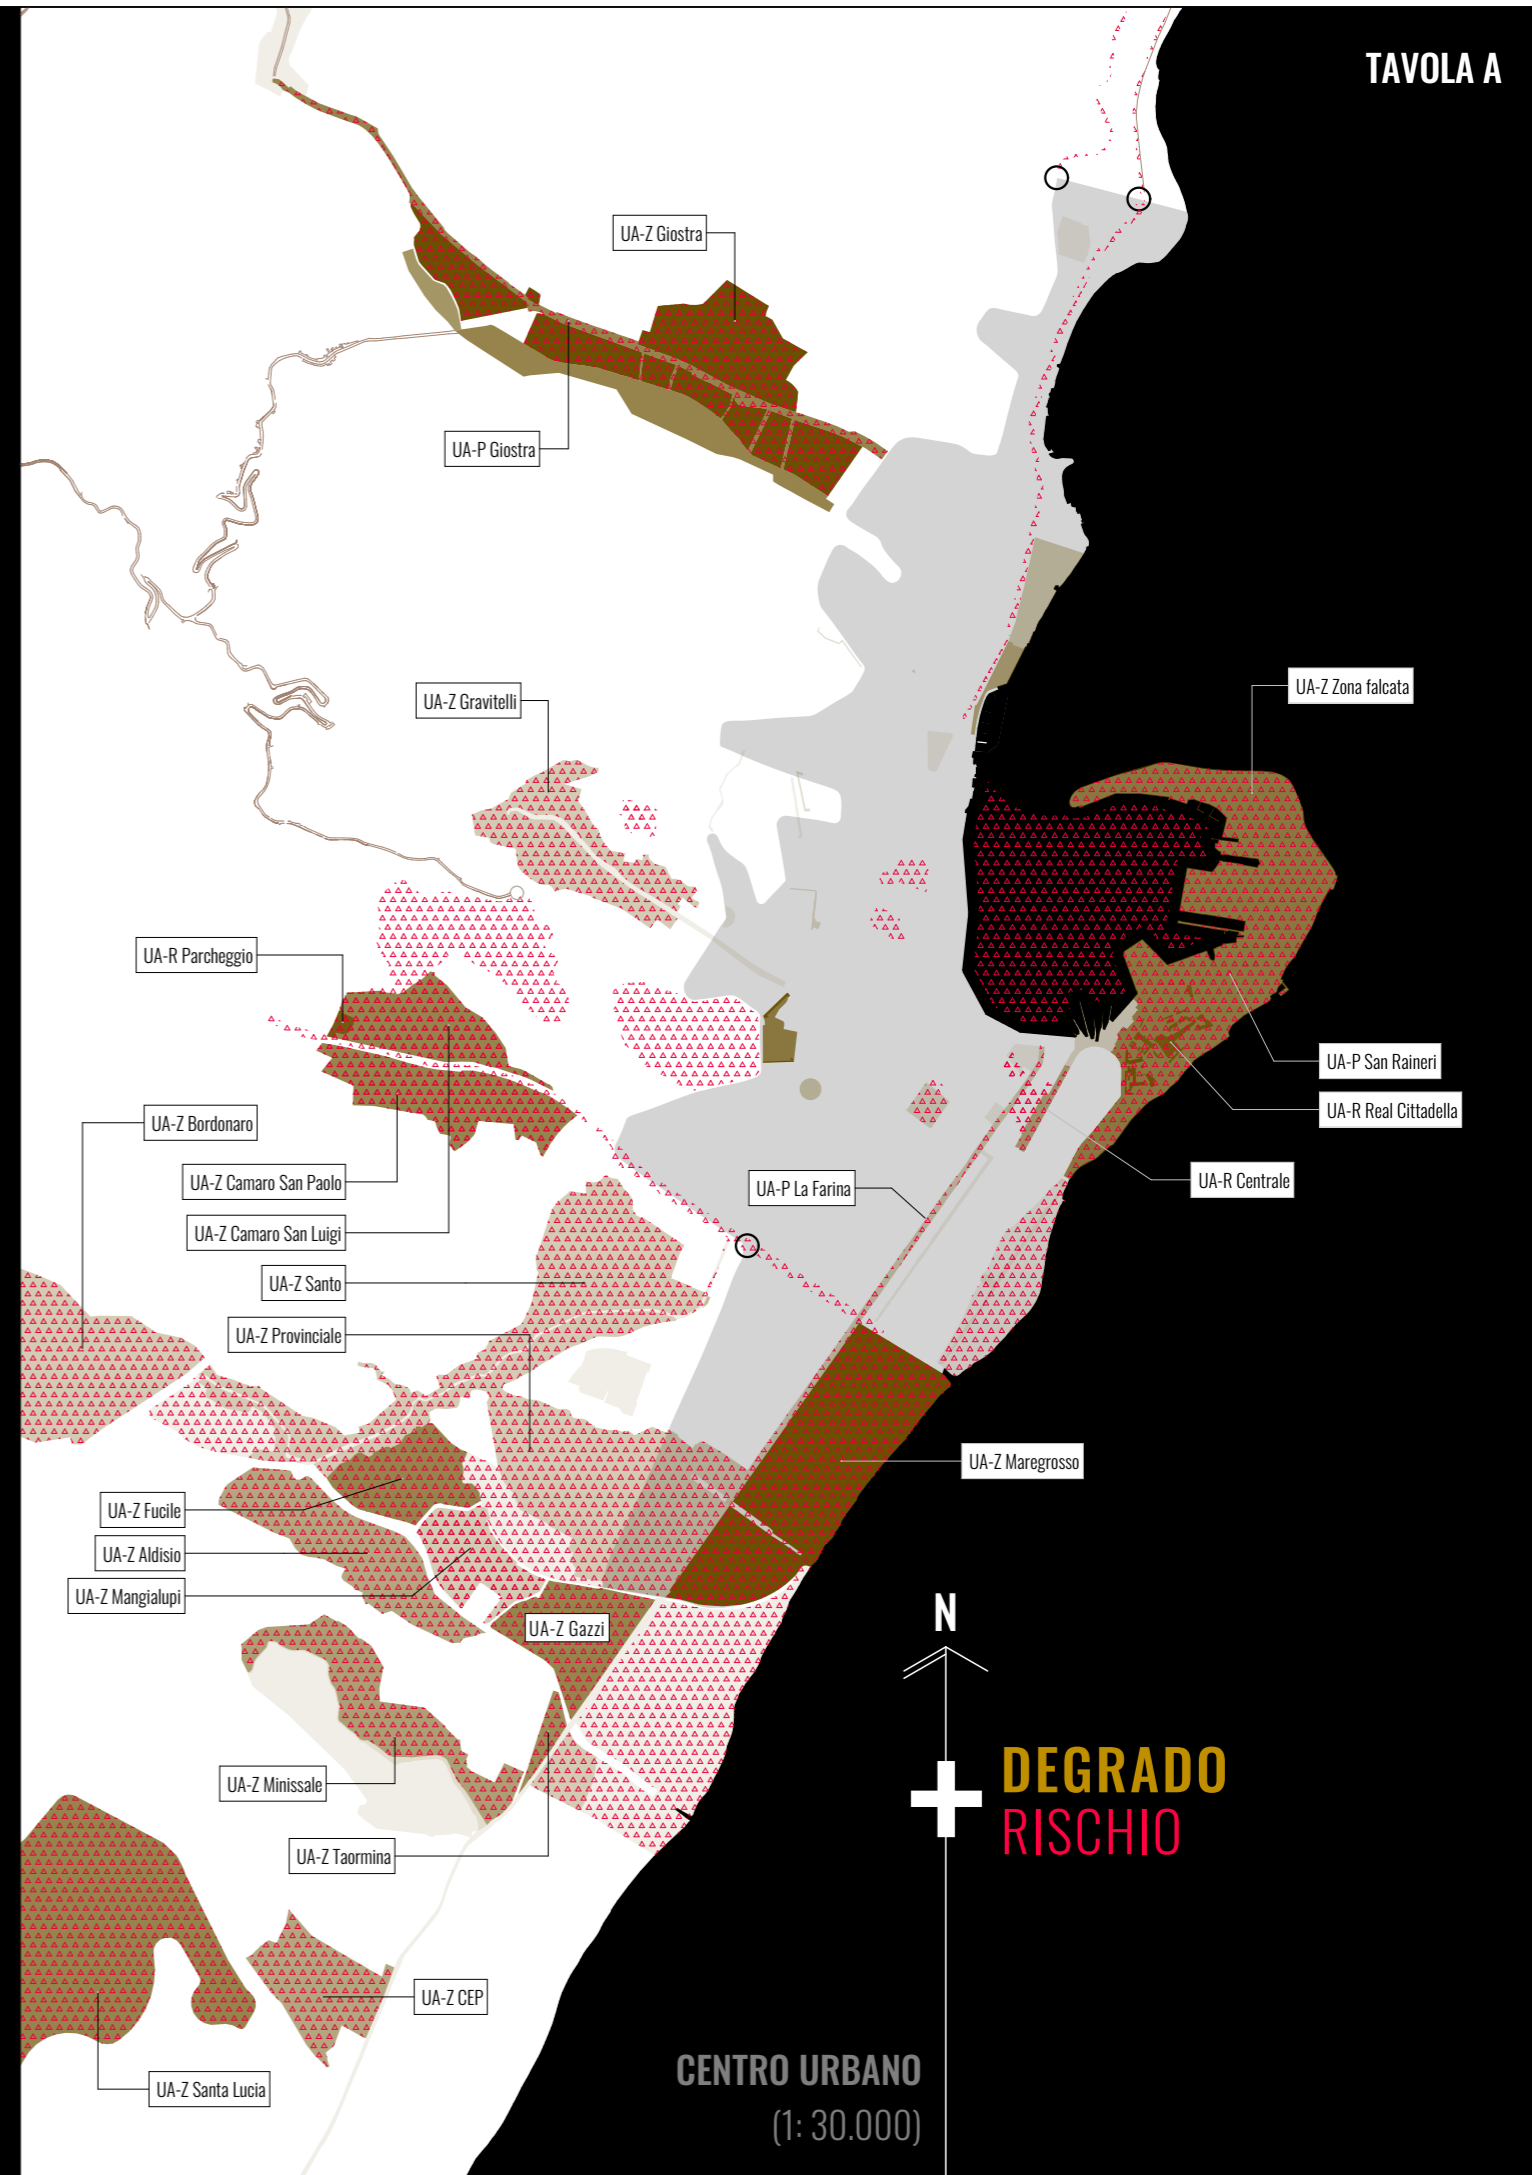 TAVOLA A
UA-Z Giostra
UA-P Giostra
UA-Z Zona falcata
UA-Z Gravitelli
UA-R Parcheggio
UA-P San Raineri
UA-R Real Cittadella
UA-Z Bordonaro
UA-Z Camaro San Paolo
UA-P La Farina
UA-R Centrale
UA-Z Camaro San Luigi
UA-Z Santo
UA-Z Provinciale
UA-Z Maregrosso
UA-Z Fucile
UA-Z Aldisio
UA-Z Mangialupi
UA-Z Gazzi
N
DEGRADO
RISCHIO
UA-Z Minissale
UA-Z Taormina
UA-Z CEP
UA-Z Santa Lucia
CENTRO URBANO
(1: 30.000)